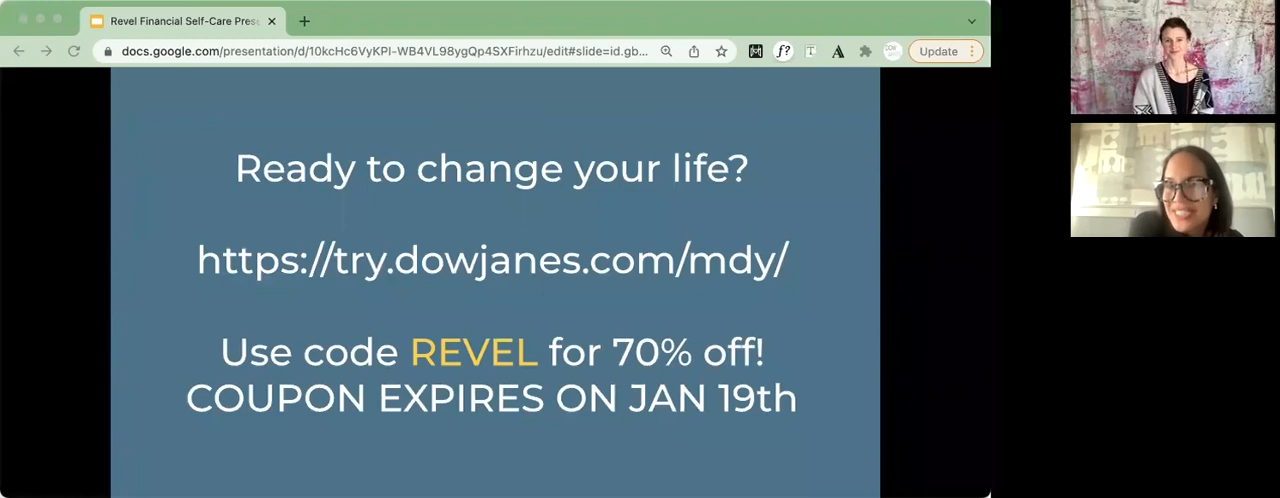 Revel Financial Self-Care Pres
docs.google.com/presentation/d/10kcHc6VyKPI-WB4VL98ygQp4SXFirhzu/edit#slide=id.gb...
f?
T
A
Update
Ready to change your life?
https://try.dowjanes.com/mdy/
Use code REVEL for 70% off!
COUPON EXPIRES ON JAN 19th